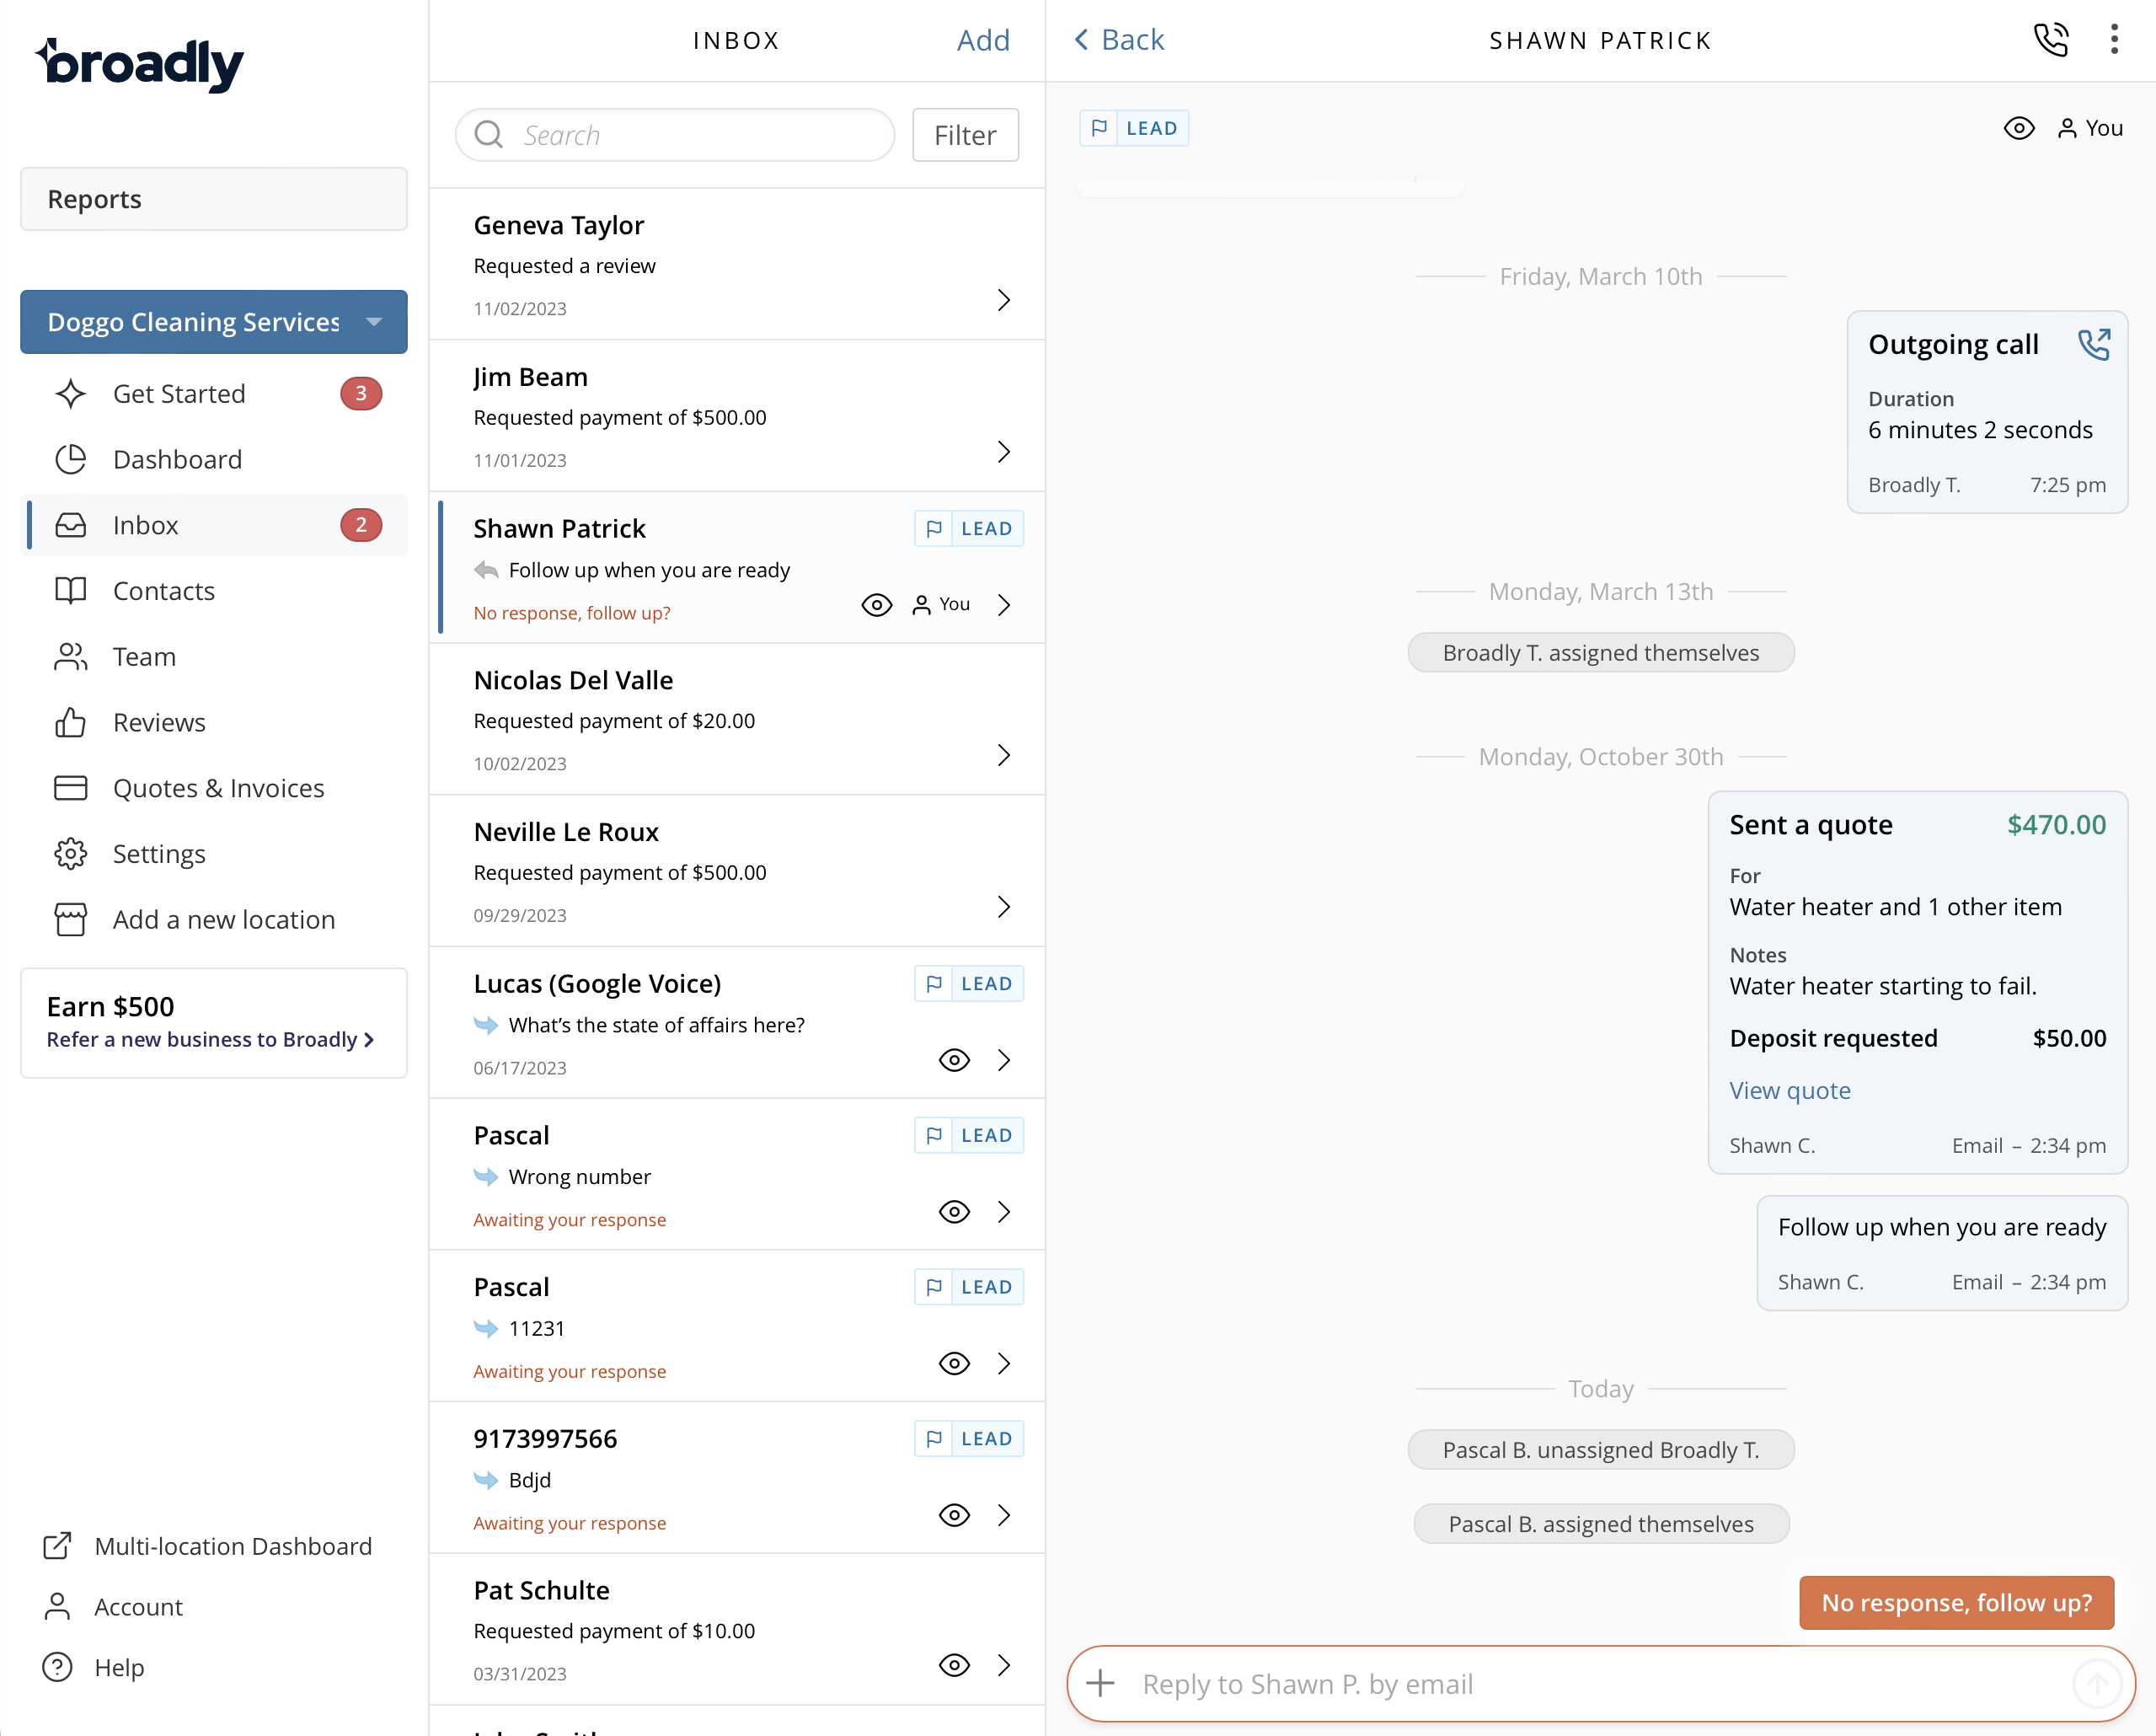 broadly
Reports
Doggo Cleaning Services
Get Started 3
Dashboard
Inbox 2
Contacts
Team
Reviews
Quotes & Invoices
Settings
Add a new location
Earn $500
Refer a new business to Broadly
Multi-location Dashboard
Account
Help
INBOX Add
Search Filter
Geneva Taylor
Requested a review
11/02/2023
Jim Beam
Requested payment of $500.00
11/01/2023
Shawn Patrick LEAD
Follow up when you are ready
No response, follow up? You
Nicolas Del Valle
Requested payment of $20.00
10/02/2023
Neville Le Roux
Requested payment of $500.00
09/29/2023
Lucas (Google Voice) LEAD
What’s the state of affairs here?
06/17/2023
Pascal LEAD
Wrong number
Awaiting your response
Pascal LEAD
11231
Awaiting your response
9173997566 LEAD
Bdjd
Awaiting your response
Pat Schulte
Requested payment of $10.00
03/31/2023
Back SHAWN PATRICK
LEAD You
Friday, March 10th
Outgoing call
Duration
6 minutes 2 seconds
Broadly T. 7:25 pm
Monday, March 13th
Broadly T. assigned themselves
Monday, October 30th
Sent a quote $470.00
For
Water heater and 1 other item
Notes
Water heater starting to fail.
Deposit requested $50.00
View quote
Shawn C. Email – 2:34 pm
Follow up when you are ready
Shawn C. Email – 2:34 pm
Today
Pascal B. unassigned Broadly T.
Pascal B. assigned themselves
No response, follow up?
Reply to Shawn P. by email